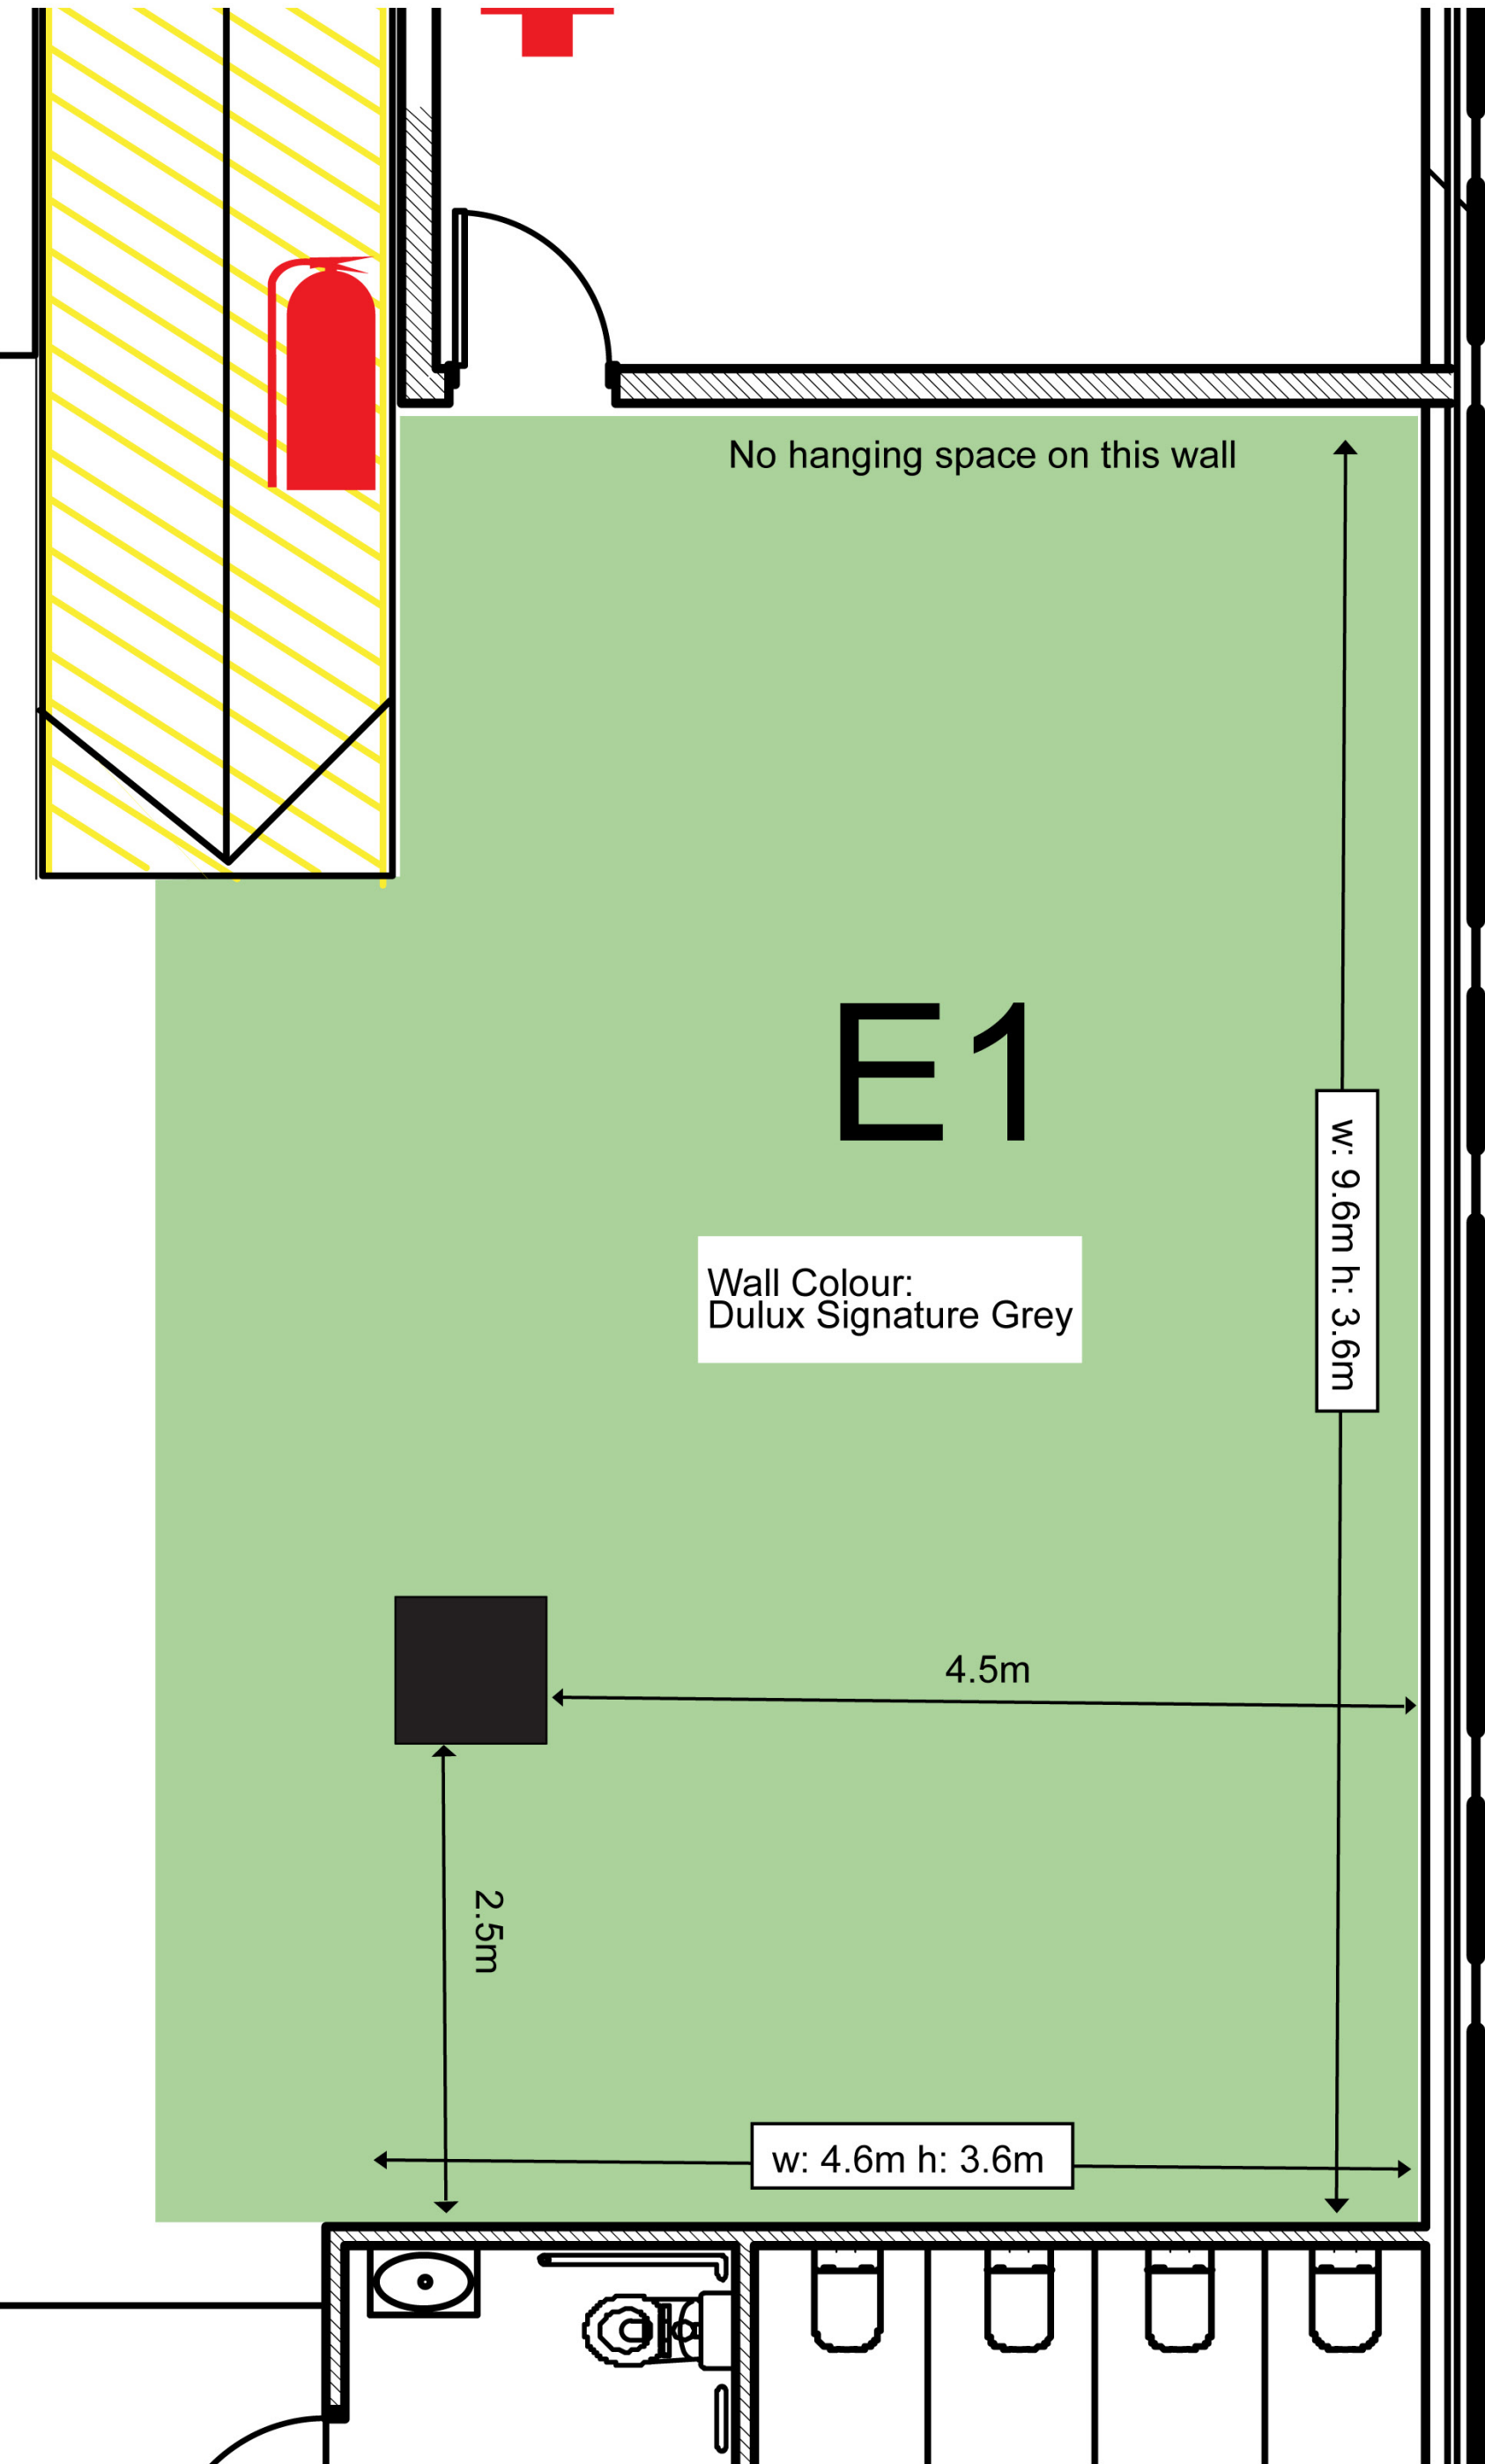 No hanging space on this wall
E1
w: 9.6m h: 3.6m
Wall Colour:
Dulux Signature Grey
4.5m
2.5m
w: 4.6m h: 3.6m